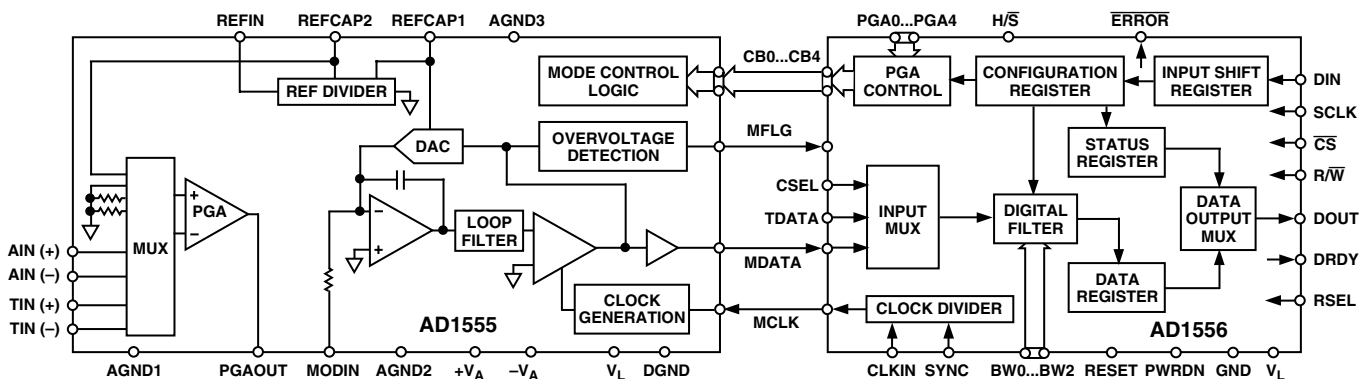 REFIN REFCAP2 REFCAP1 AGND3
PGA0...PGA4 H/S̅ E̅R̅R̅O̅R̅
CB0...CB4
REF DIVIDER
MODE CONTROL
LOGIC
PGA
CONTROL
CONFIGURATION
REGISTER
INPUT SHIFT
REGISTER
DIN
SCLK
C̅S̅
R/W̅
DOUT
DRDY
RSEL
DAC
OVERVOLTAGE
DETECTION
MFLG
STATUS
REGISTER
CSEL
TDATA
MDATA
MCLK
INPUT
MUX
DIGITAL
FILTER
DATA
OUTPUT
MUX
DATA
REGISTER
CLOCK DIVIDER
MUX
+
PGA
–
–
+
LOOP
FILTER
CLOCK
GENERATION
AIN (+)
AIN (–)
TIN (+)
TIN (–)
AD1555
AD1556
AGND1 PGAOUT MODIN AGND2 +VA –VA VL DGND
CLKIN SYNC BW0...BW2 RESET PWRDN GND VL